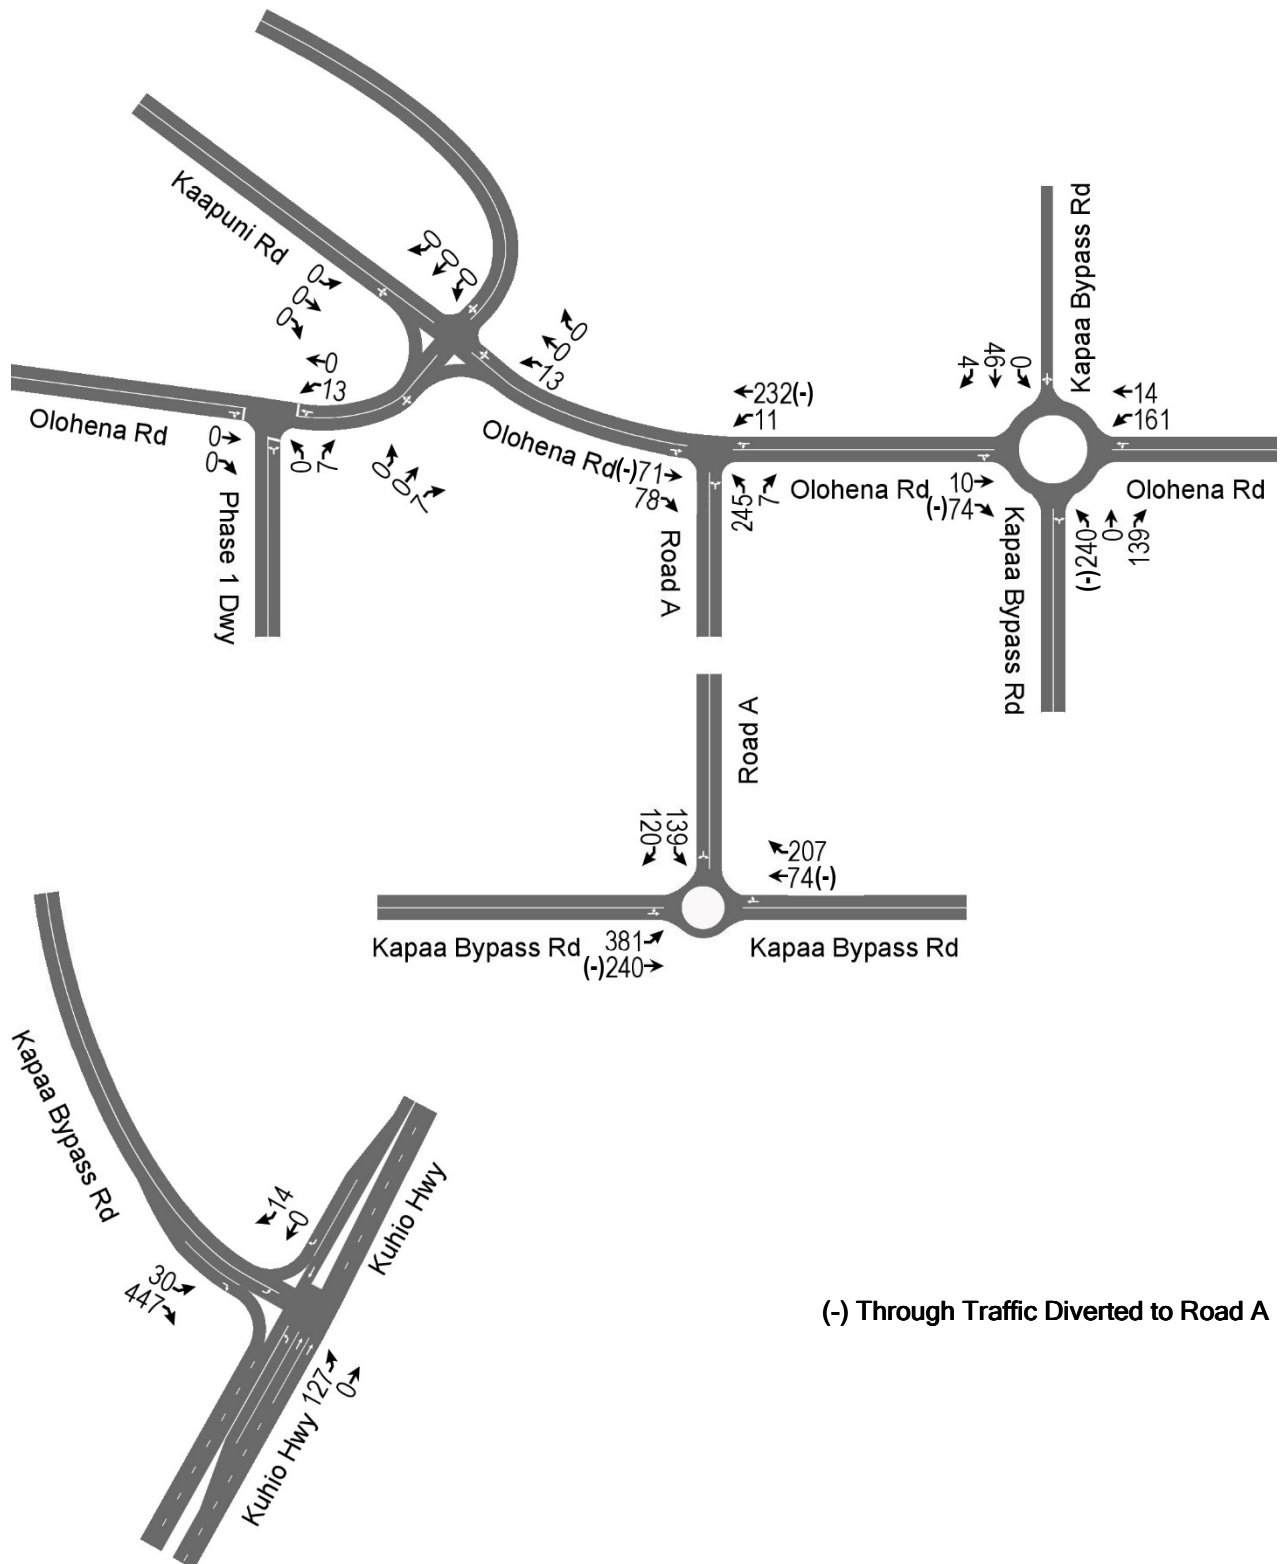 Kaapuni Rd
0
0
0
0
0
0
0
0
13
0
13
Olohena Rd
0
0
0
7
Phase 1 Dwy
0
0
7
Olohena Rd
(-)71
78
232(-)
11
245
7
Road A
Olohena Rd
Kapaa Bypass Rd
4
46
0
14
161
10
(-)74
Olohena Rd
(-)240
0
139
Kapaa Bypass Rd
Road A
120
139
207
74(-)
Kapaa Bypass Rd
381
(-)240
Kapaa Bypass Rd
Kapaa Bypass Rd
14
0
Kuhio Hwy
30
447
127
0
Kuhio Hwy
(-) Through Traffic Diverted to Road A